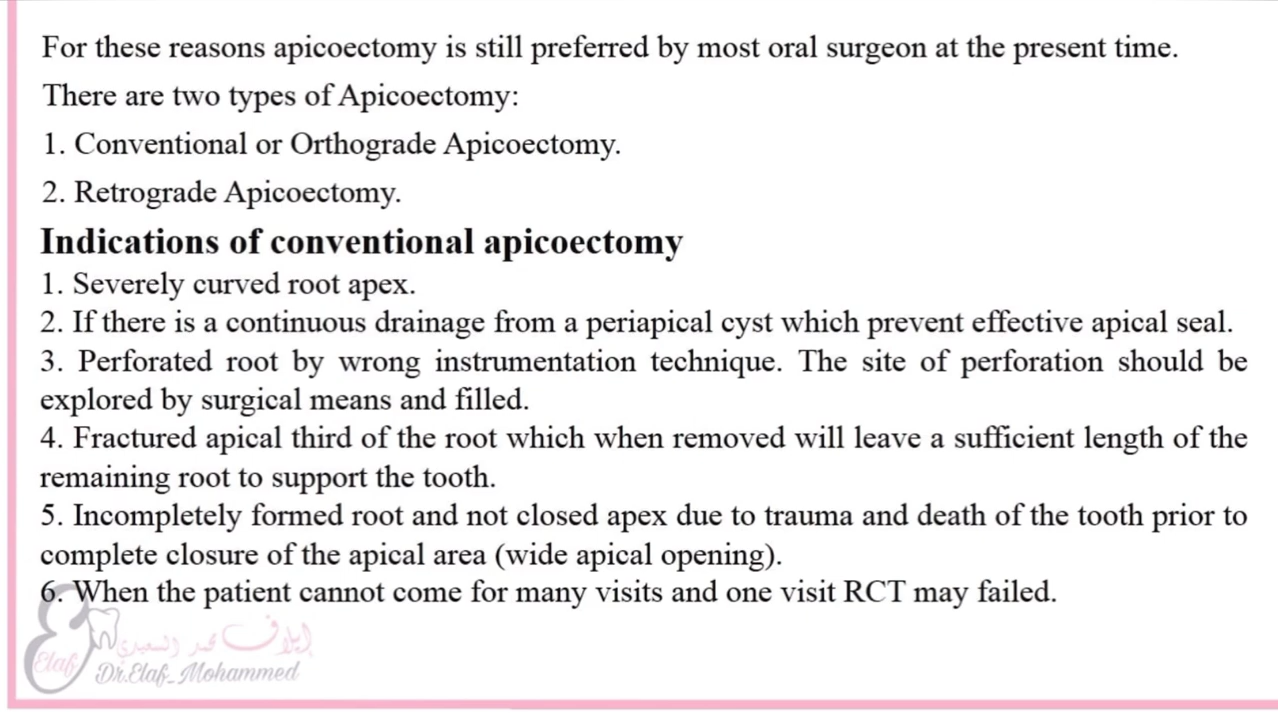 For these reasons apicoectomy is still preferred by most oral surgeon at the present time.
There are two types of Apicoectomy:
1. Conventional or Orthograde Apicoectomy.
2. Retrograde Apicoectomy.
Indications of conventional apicoectomy
1. Severely curved root apex.
2. If there is a continuous drainage from a periapical cyst which prevent effective apical seal.
3. Perforated root by wrong instrumentation technique. The site of perforation should be
explored by surgical means and filled.
4. Fractured apical third of the root which when removed will leave a sufficient length of the
remaining root to support the tooth.
5. Incompletely formed root and not closed apex due to trauma and death of the tooth prior to
complete closure of the apical area (wide apical opening).
6. When the patient cannot come for many visits and one visit RCT may failed.
إيلاف محمد السعيدي
Elaf
Dr.Elaf_Mohammed